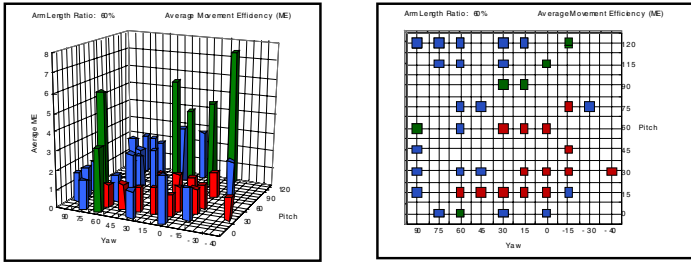 Arm Length Ratio: 60% Average Movement Efficiency (ME)
8
7
6
5
4
3
2
1
0
Average ME
90 75 60 45 30 15 0 -15 -30 -40
Yaw
0 30 60 90 120
Pitch
Arm Length Ratio: 60% Average Movement Efficiency (ME)
120
115
90
75
60 Pitch
45
30
15
0
90 75 60 45 30 15 0 -15 -30 -40
Yaw